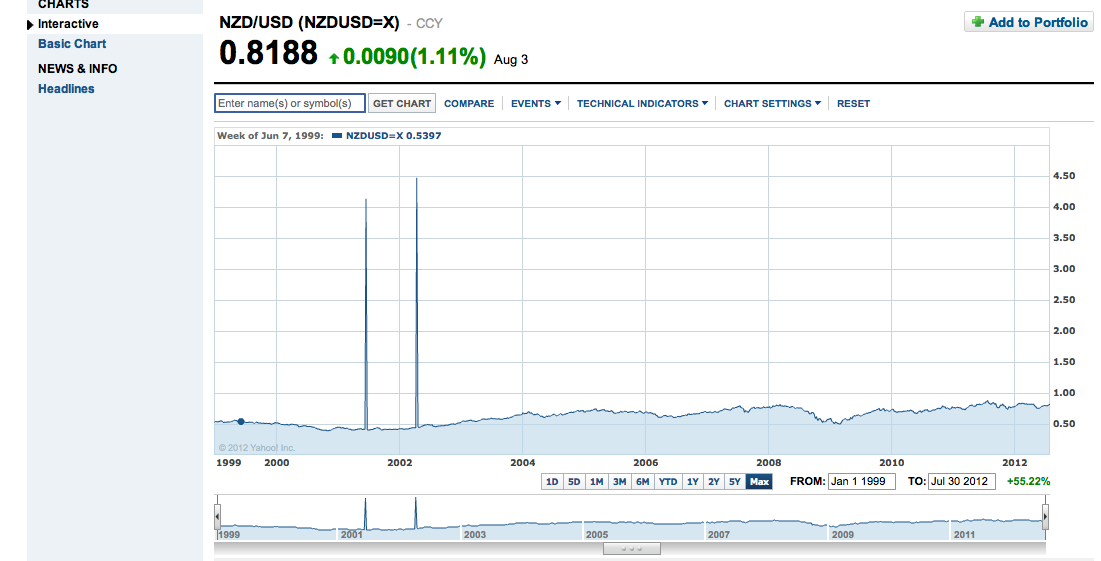 CHARTS
Interactive
Basic Chart
NEWS & INFO
Headlines
NZD/USD (NZDUSD=X) - CCY
Add to Portfolio
0.8188 0.0090(1.11%) Aug 3
Enter name(s) or symbol(s) GET CHART COMPARE EVENTS TECHNICAL INDICATORS CHART SETTINGS RESET
Week of Jun 7, 1999: NZDUSD=X 0.5397
4.50
4.00
3.50
3.00
2.50
2.00
1.50
1.00
0.50
© 2012 Yahoo! Inc.
1999 2000 2002 2004 2006 2008 2010 2012
1D 5D 1M 3M 6M YTD 1Y 2Y 5Y Max FROM: Jan 1 1999 TO: Jul 30 2012 +55.22%
1999 2001 2003 2005 2007 2009 2011